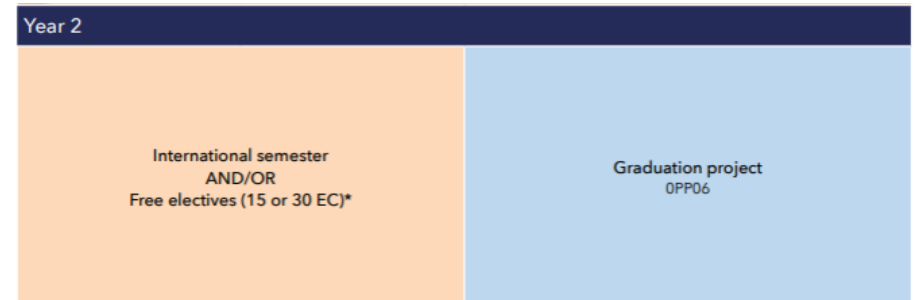 Year 2
International semester
AND/OR
Free electives (15 or 30 EC)*
Graduation project
0PP06